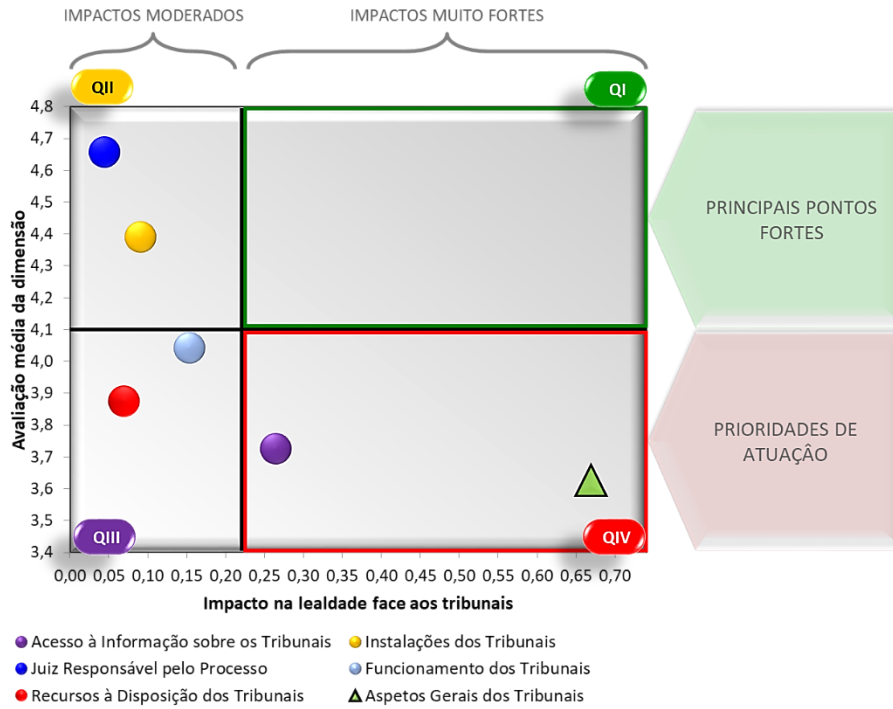 IMPACTOS MODERADOS
IMPACTOS MUITO FORTES
QII
QI
4,8
4,7
4,6
4,5
4,4
4,3
4,2
4,1
4,0
3,9
3,8
3,7
3,6
3,5
3,4
Avaliação média da dimensão
PRINCIPAIS PONTOS
FORTES
PRIORIDADES DE
ATUAÇÂO
QIII
QIV
0,00 0,05 0,10 0,15 0,20 0,25 0,30 0,35 0,40 0,45 0,50 0,55 0,60 0,65 0,70
Impacto na lealdade face aos tribunais
Acesso à Informação sobre os Tribunais
Instalações dos Tribunais
Juiz Responsável pelo Processo
Funcionamento dos Tribunais
Recursos à Disposição dos Tribunais
Aspetos Gerais dos Tribunais